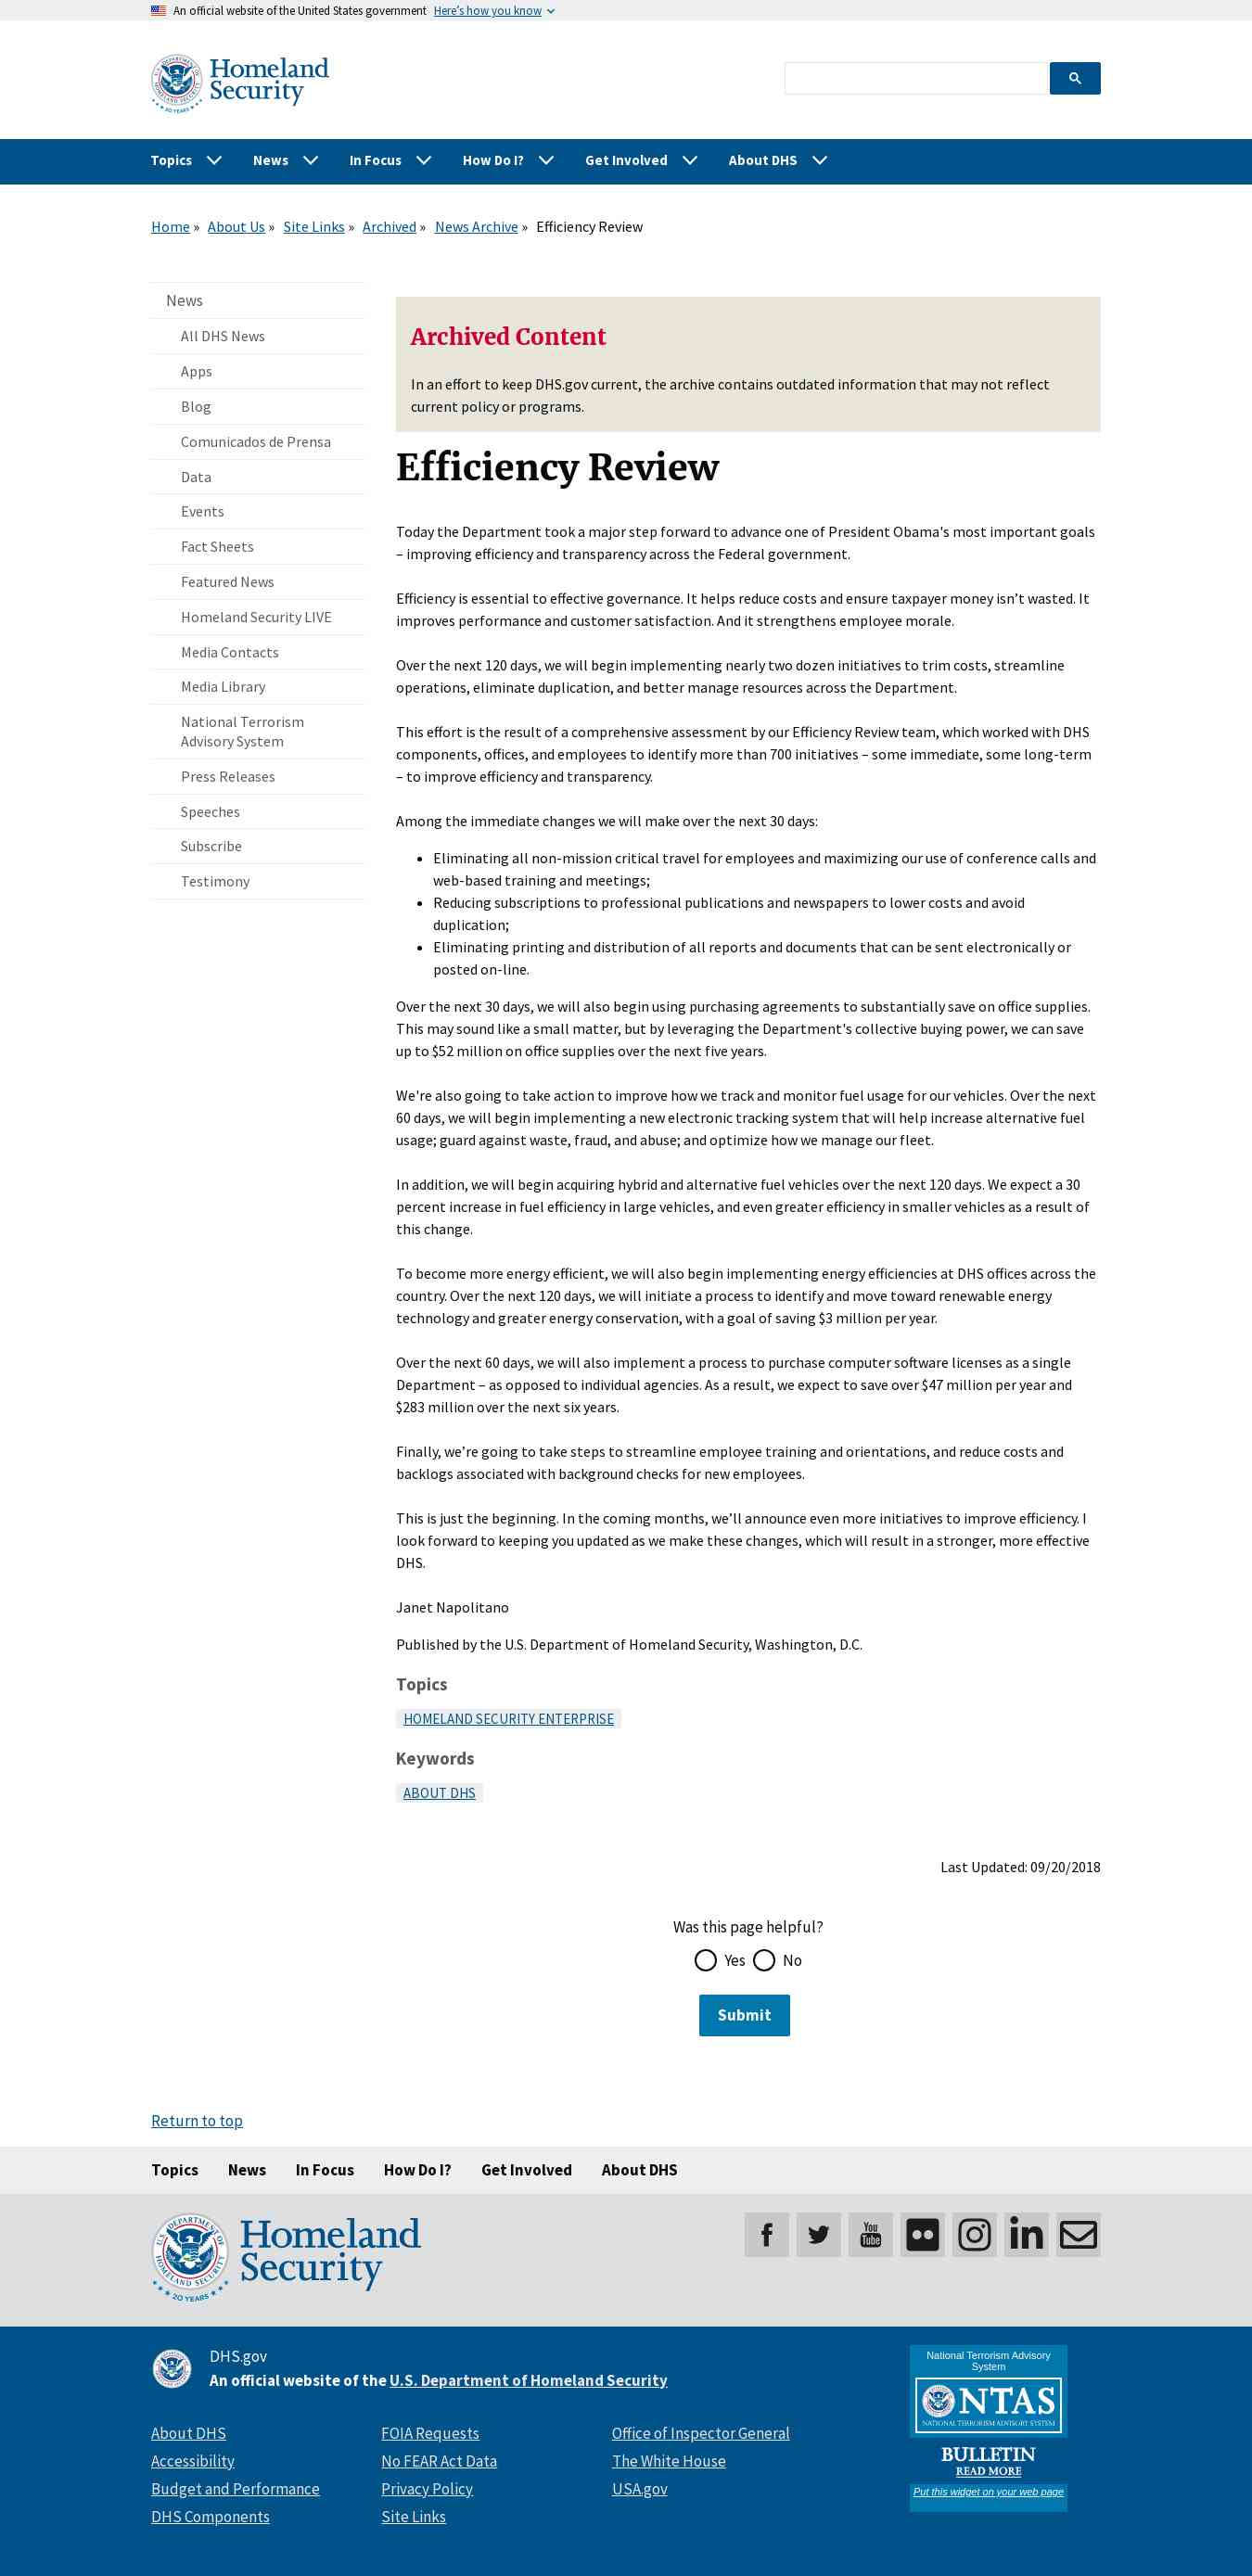 An official website of the United States government Here's how you know
Homeland
Security
Topics News In Focus How Do I? Get Involved About DHS
Home » About Us » Site Links » Archived » News Archive » Efficiency Review
News
All DHS News
Apps
Blog
Comunicados de Prensa
Data
Events
Fact Sheets
Featured News
Homeland Security LIVE
Media Contacts
Media Library
National Terrorism
Advisory System
Press Releases
Speeches
Subscribe
Testimony
Archived Content
In an effort to keep DHS.gov current, the archive contains outdated information that may not reflect
current policy or programs.
Efficiency Review
Today the Department took a major step forward to advance one of President Obama's most important goals
– improving efficiency and transparency across the Federal government.
Efficiency is essential to effective governance. It helps reduce costs and ensure taxpayer money isn’t wasted. It
improves performance and customer satisfaction. And it strengthens employee morale.
Over the next 120 days, we will begin implementing nearly two dozen initiatives to trim costs, streamline
operations, eliminate duplication, and better manage resources across the Department.
This effort is the result of a comprehensive assessment by our Efficiency Review team, which worked with DHS
components, offices, and employees to identify more than 700 initiatives – some immediate, some long-term
– to improve efficiency and transparency.
Among the immediate changes we will make over the next 30 days:
• Eliminating all non-mission critical travel for employees and maximizing our use of conference calls and
web-based training and meetings;
• Reducing subscriptions to professional publications and newspapers to lower costs and avoid
duplication;
• Eliminating printing and distribution of all reports and documents that can be sent electronically or
posted on-line.
Over the next 30 days, we will also begin using purchasing agreements to substantially save on office supplies.
This may sound like a small matter, but by leveraging the Department's collective buying power, we can save
up to $52 million on office supplies over the next five years.
We're also going to take action to improve how we track and monitor fuel usage for our vehicles. Over the next
60 days, we will begin implementing a new electronic tracking system that will help increase alternative fuel
usage; guard against waste, fraud, and abuse; and optimize how we manage our fleet.
In addition, we will begin acquiring hybrid and alternative fuel vehicles over the next 120 days. We expect a 30
percent increase in fuel efficiency in large vehicles, and even greater efficiency in smaller vehicles as a result of
this change.
To become more energy efficient, we will also begin implementing energy efficiencies at DHS offices across the
country. Over the next 120 days, we will initiate a process to identify and move toward renewable energy
technology and greater energy conservation, with a goal of saving $3 million per year.
Over the next 60 days, we will also implement a process to purchase computer software licenses as a single
Department – as opposed to individual agencies. As a result, we expect to save over $47 million per year and
$283 million over the next six years.
Finally, we’re going to take steps to streamline employee training and orientations, and reduce costs and
backlogs associated with background checks for new employees.
This is just the beginning. In the coming months, we’ll announce even more initiatives to improve efficiency. I
look forward to keeping you updated as we make these changes, which will result in a stronger, more effective
DHS.
Janet Napolitano
Published by the U.S. Department of Homeland Security, Washington, D.C.
Topics
HOMELAND SECURITY ENTERPRISE
Keywords
ABOUT DHS
Last Updated: 09/20/2018
Was this page helpful?
Yes No
Submit
Return to top
Topics News In Focus How Do I? Get Involved About DHS
U.S. DEPARTMENT OF
HOMELAND SECURITY
20 YEARS
Homeland
Security
You
Tube
DHS.gov
An official website of the U.S. Department of Homeland Security
About DHS
Accessibility
Budget and Performance
DHS Components
FOIA Requests
No FEAR Act Data
Privacy Policy
Site Links
Office of Inspector General
The White House
USA.gov
National Terrorism Advisory
System
NTAS
NATIONAL TERRORISM ADVISORY SYSTEM
BULLETIN
READ MORE
Put this widget on your web page